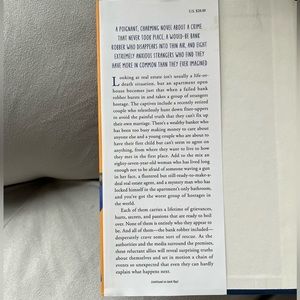 U.S. $28.00
A POIGNANT, CHARMING NOVEL ABOUT A CRIME
THAT NEVER TOOK PLACE, A WOULD-BE BANK
ROBBER WHO DISAPPEARS INTO THIN AIR, AND EIGHT
EXTREMELY ANXIOUS STRANGERS WHO FIND THEY
HAVE MORE IN COMMON THAN THEY EVER IMAGINED
Looking at real estate isn't usually a life-or-
death situation, but an apartment open
house becomes just that when a failed bank
robber bursts in and takes a group of strangers
hostage. The captives include a recently retired
couple who relentlessly hunt down fixer-uppers
to avoid the painful truth that they can't fix up
their own marriage. There's a wealthy banker who
has been too busy making money to care about
anyone else and a young couple who are about to
have their first child but can't seem to agree on
anything, from where they want to live to how
they met in the first place. Add to the mix an
eighty-seven-year-old woman who has lived long
enough not to be afraid of someone waving a gun
in her face, a flustered but still-ready-to-make-a-
deal real estate agent, and a mystery man who has
locked himself in the apartment's only bathroom,
and you've got the worst group of hostages in
the world.
Each of them carries a lifetime of grievances,
hurts, secrets, and passions that are ready to boil
over. None of them is entirely who they appear to
be. And all of them—the bank robber included—
desperately crave some sort of rescue. As the
authorities and the media surround the premises,
these reluctant allies will reveal surprising truths
about themselves and set in motion a chain of
events so unexpected that even they can hardly
explain what happens next.
(continued on back flap)